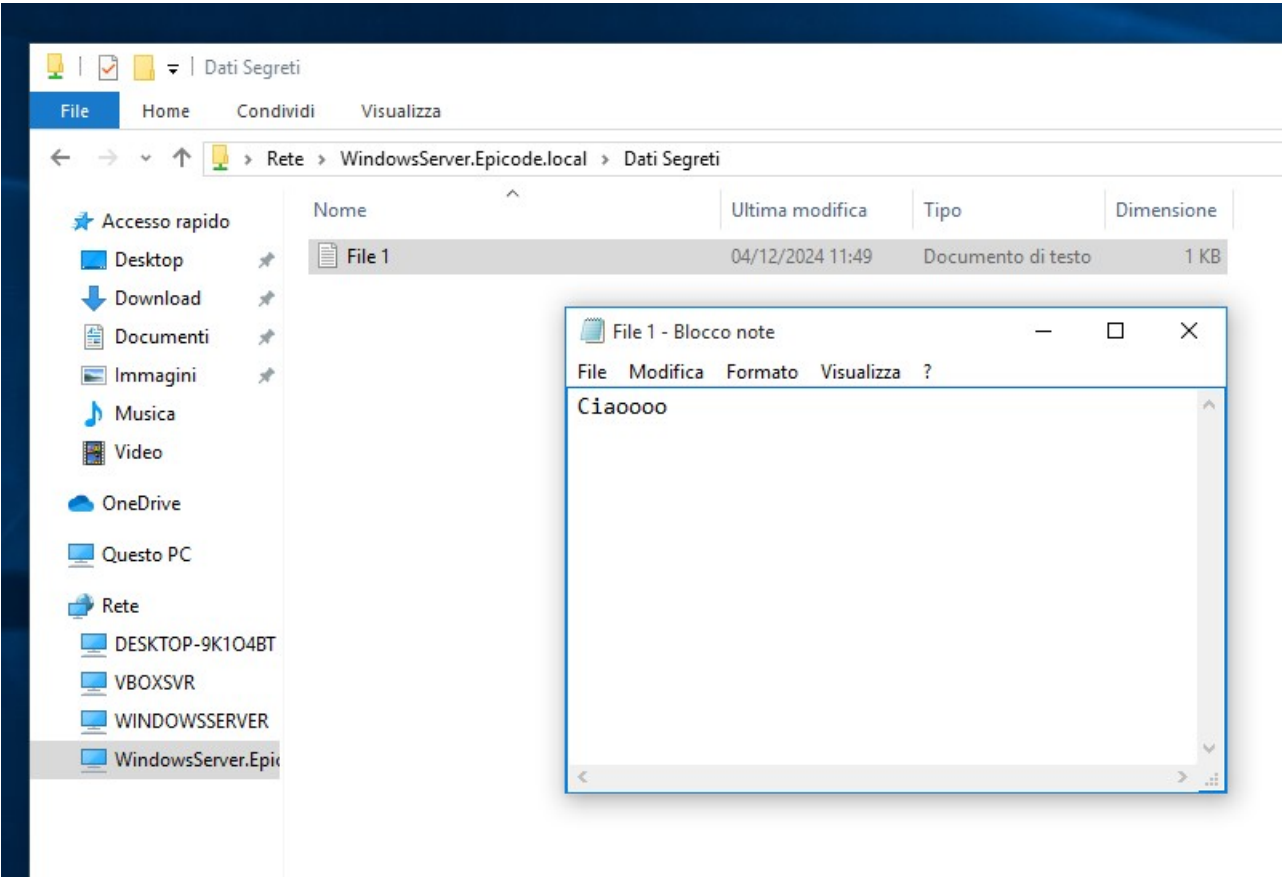 Dati Segreti
File Home Condividi Visualizza
Rete > WindowsServer.Epicode.local > Dati Segreti
Nome Ultima modifica Tipo Dimensione
File 1 04/12/2024 11:49 Documento di testo 1 KB
Accesso rapido
Desktop
Download
Documenti
Immagini
Musica
Video
OneDrive
Questo PC
Rete
DESKTOP-9K1O4BT
VBOXSVR
WINDOWSSERVER
WindowsServer.Epic
File 1 - Blocco note
File Modifica Formato Visualizza ?
Ciaoooo